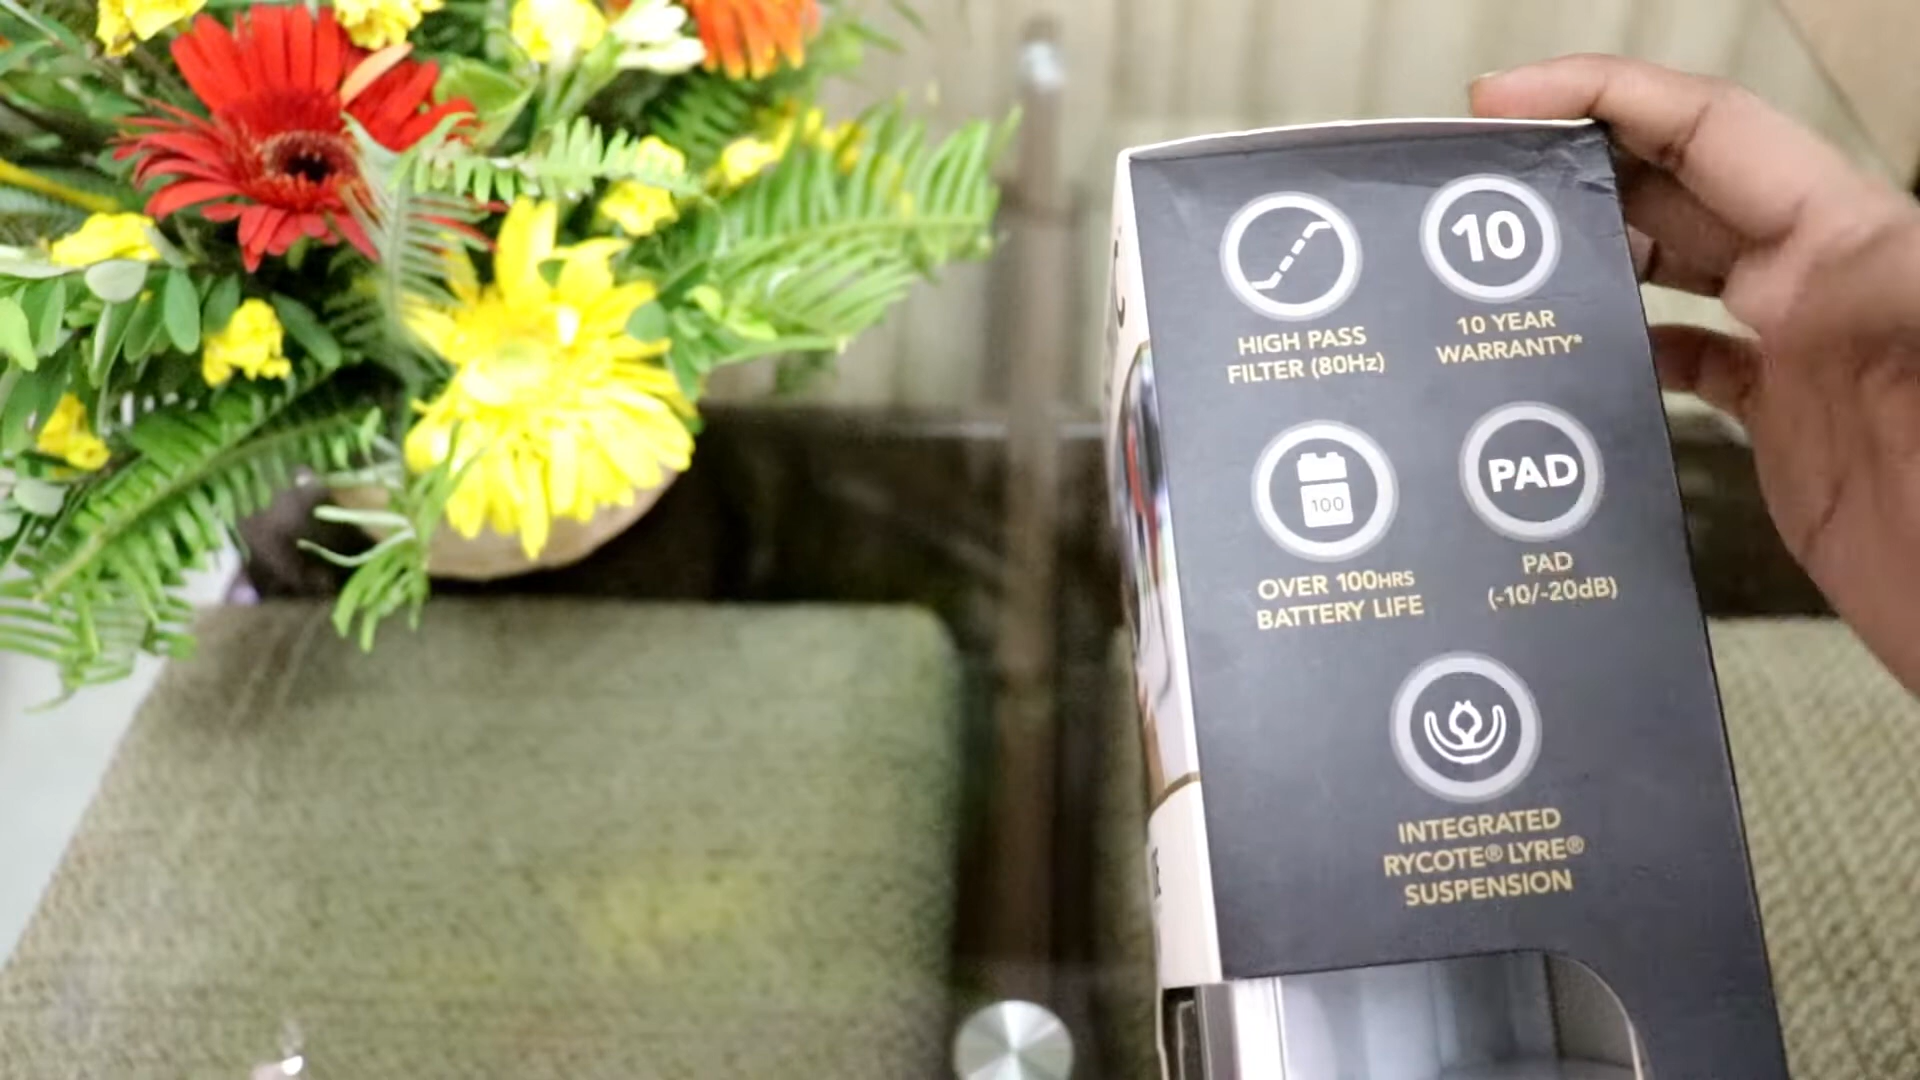 10
HIGH PASS
FILTER (80Hz)
10 YEAR
WARRANTY*
100
PAD
OVER 100HRS
BATTERY LIFE
PAD
(-10/-20dB)
INTEGRATED
RYCOTE® LYRE®
SUSPENSION